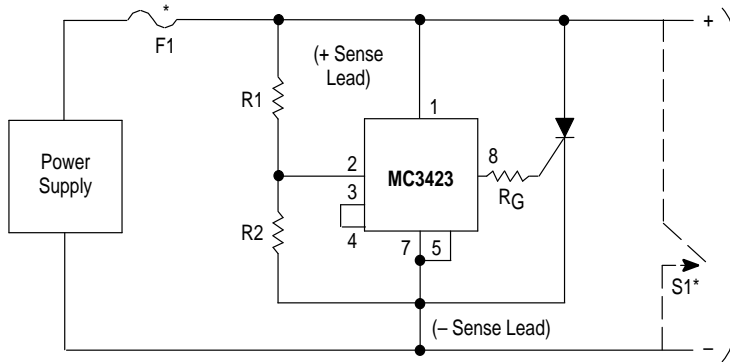 *
F1
+
(+ Sense
Lead)
R1
1
Power
Supply
2
MC3423
8
3
RG
4
R2
7
5
S1*
(– Sense Lead)
–